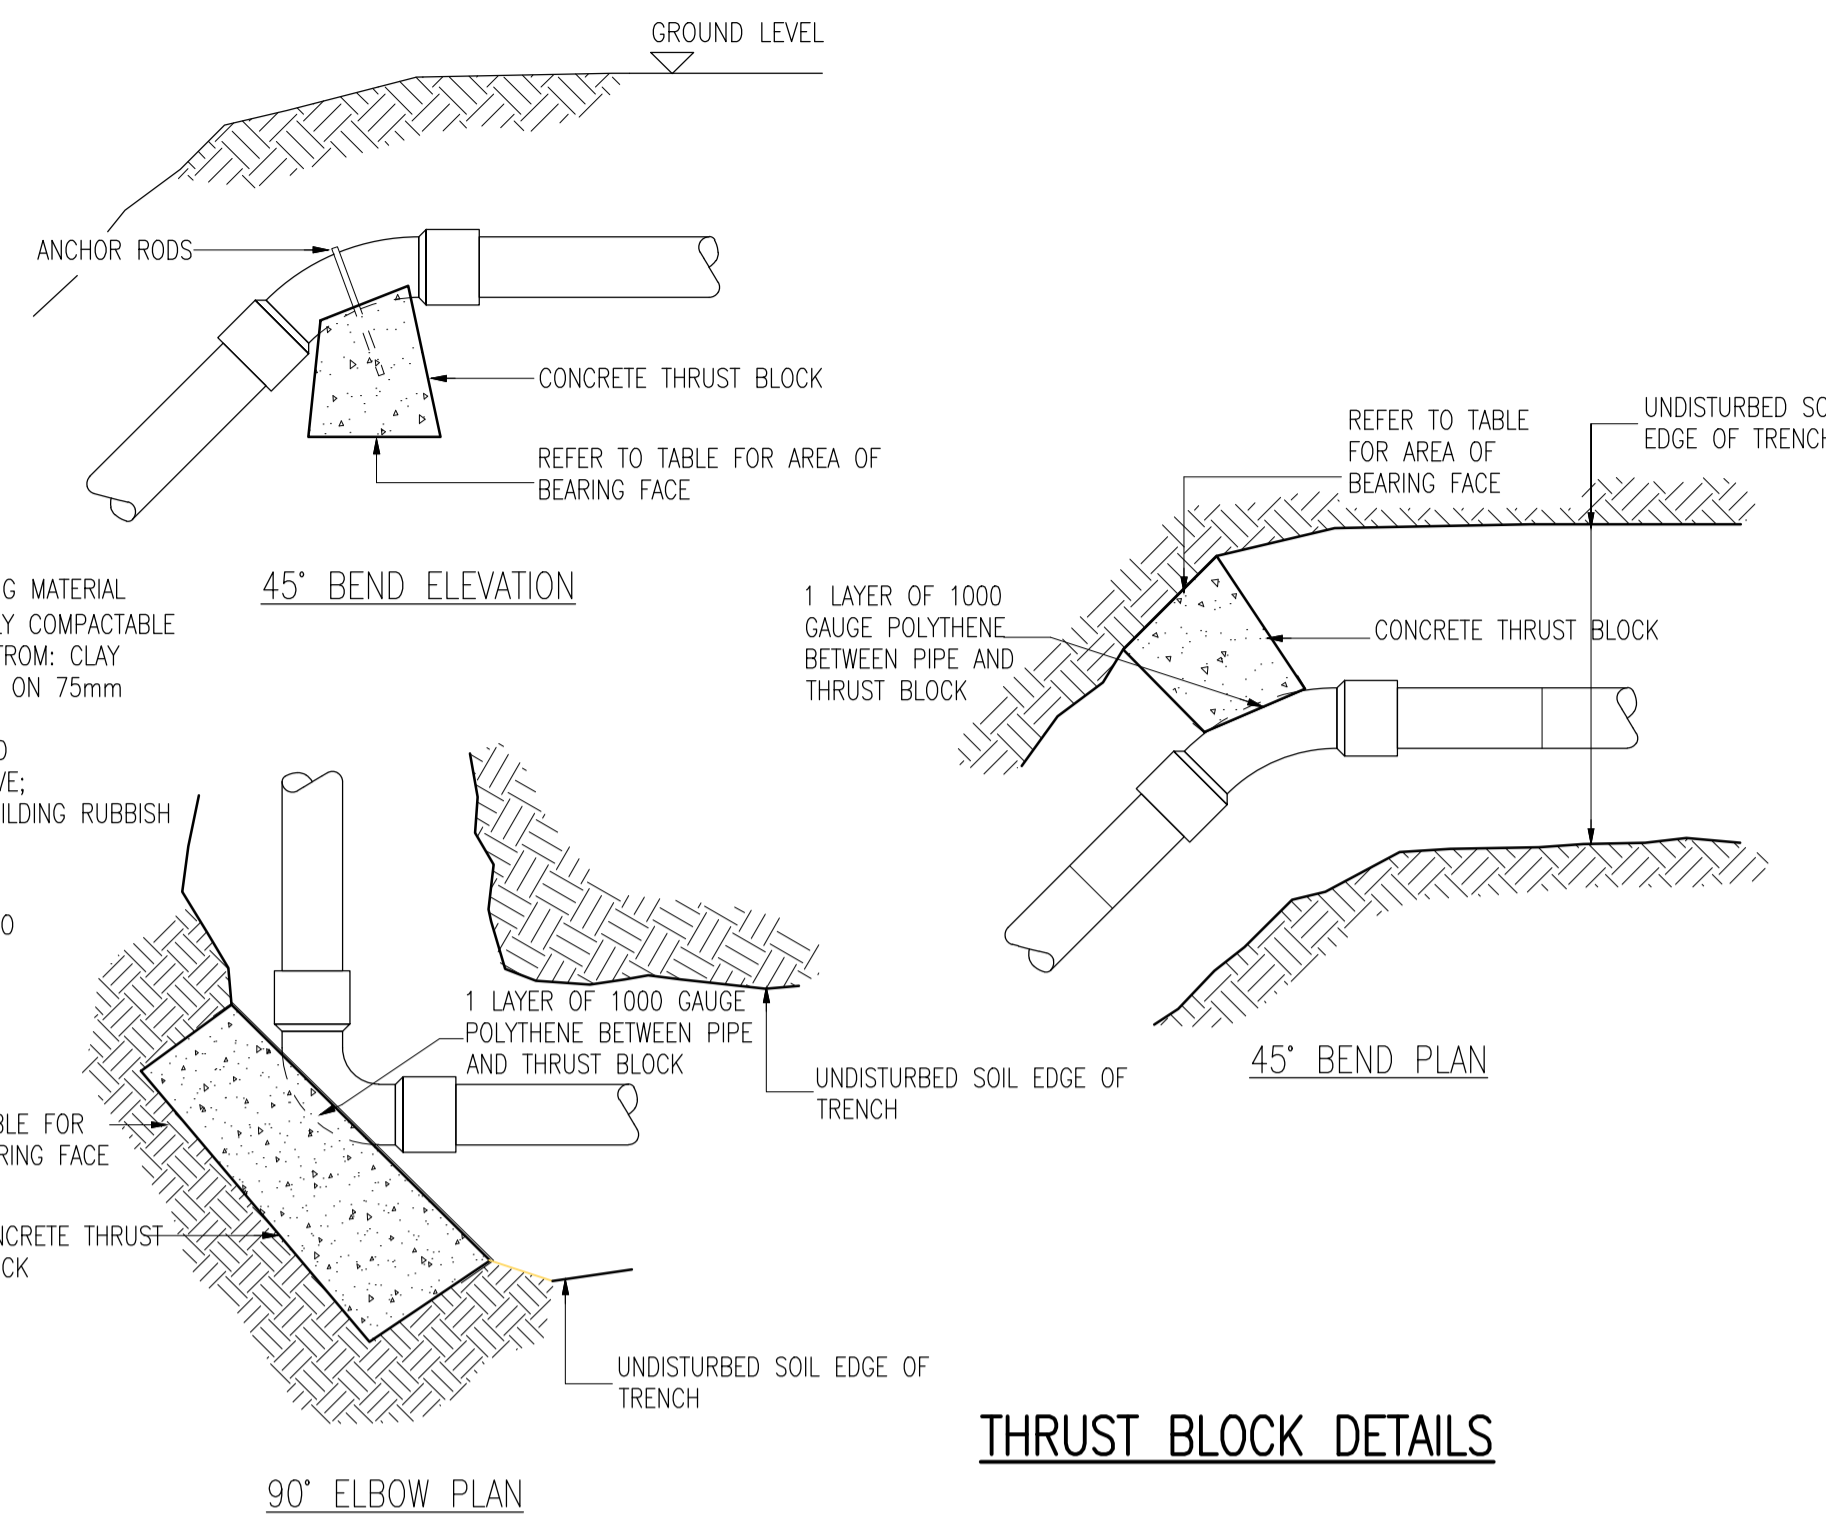 GROUND LEVEL
ANCHOR RODS
CONCRETE THRUST BLOCK
REFER TO TABLE FOR AREA OF
BEARING FACE
45° BEND ELEVATION
G MATERIAL
Y COMPACTABLE
FROM: CLAY
ON 75mm
VE;
ILDING RUBBISH
REFER TO TABLE
FOR AREA OF
BEARING FACE
UNDISTURBED SO
EDGE OF TRENCH
1 LAYER OF 1000
GAUGE POLYTHENE
BETWEEN PIPE AND
THRUST BLOCK
CONCRETE THRUST BLOCK
45° BEND PLAN
1 LAYER OF 1000 GAUGE
POLYTHENE BETWEEN PIPE
AND THRUST BLOCK
UNDISTURBED SOIL EDGE OF
TRENCH
BLE FOR
RING FACE
NCRETE THRUST
CK
UNDISTURBED SOIL EDGE OF
TRENCH
90° ELBOW PLAN
THRUST BLOCK DETAILS